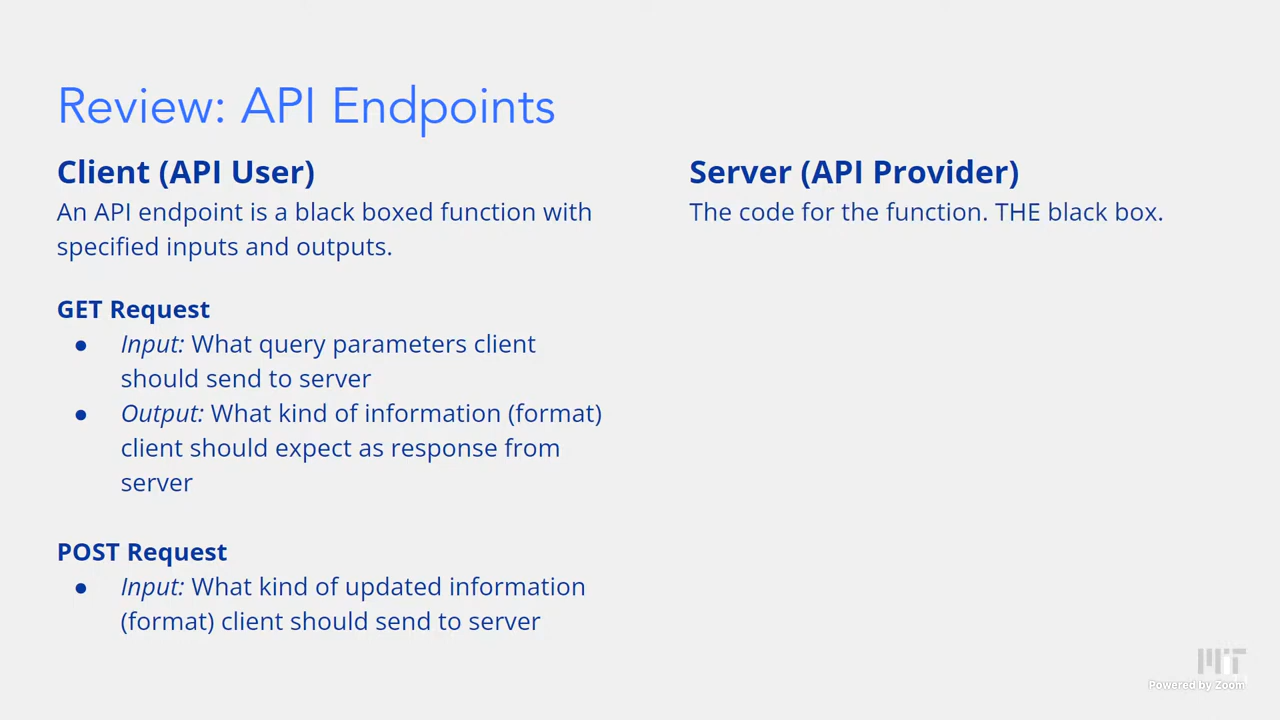 Review: API Endpoints
Client (API User)
An API endpoint is a black boxed function with
specified inputs and outputs.
GET Request
● Input: What query parameters client
should send to server
● Output: What kind of information (format)
client should expect as response from
server
POST Request
● Input: What kind of updated information
(format) client should send to server
Server (API Provider)
The code for the function. THE black box.
MIT
Powered by Zoom